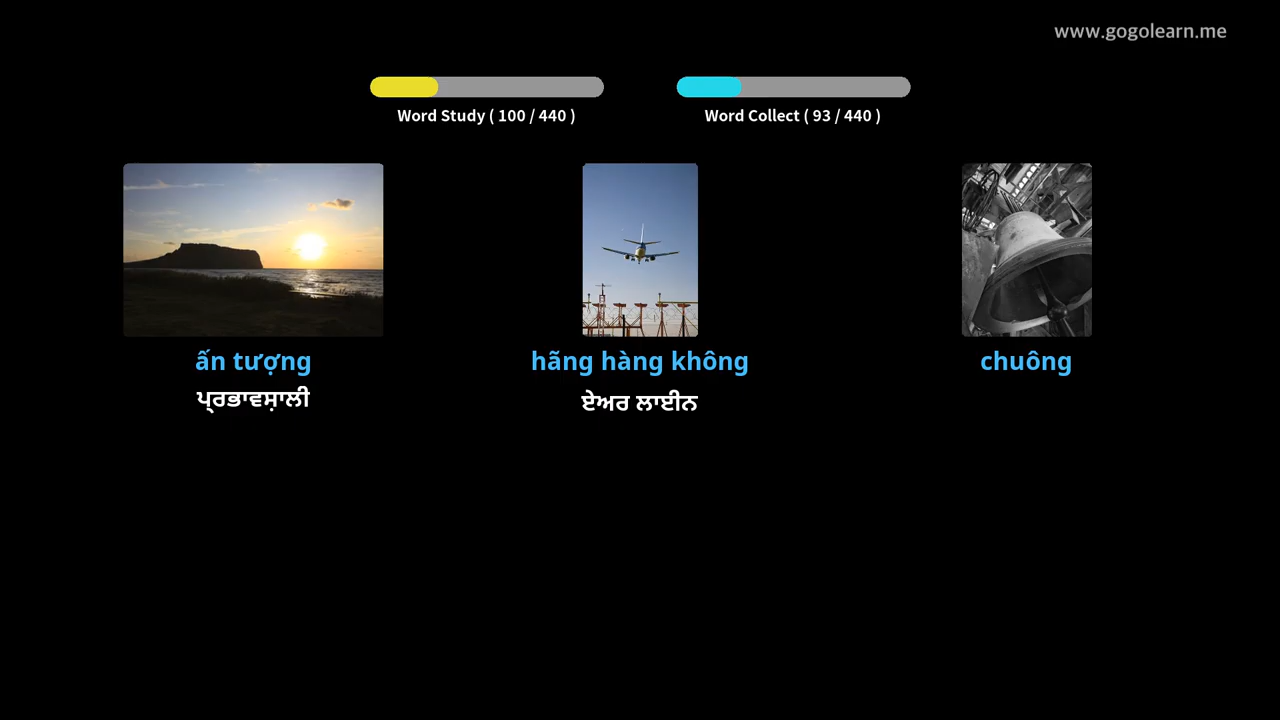 www.gogolearn.me
Word Study ( 100 / 440 )
Word Collect ( 93 / 440 )
ấn tượng
ਪ੍ਰਭਾਵਸ਼ਾਲੀ
hãng hàng không
ਏਅਰ ਲਾਈਨ
chuông